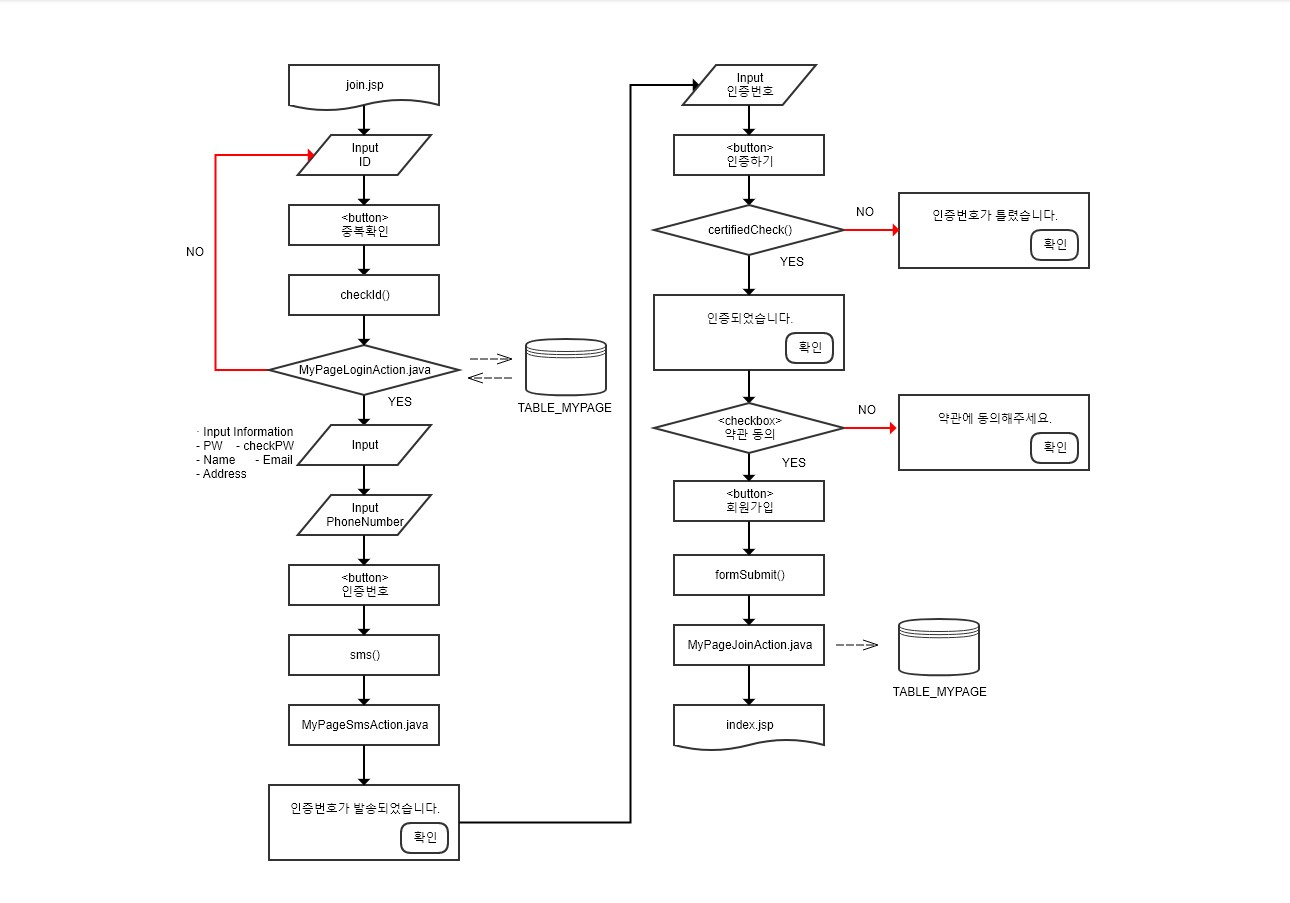 join.jsp
Input
ID
<button>
중복확인
checkId()
NO
MyPageLoginAction.java
TABLE_MYPAGE
YES
· Input Information
- PW - checkPW
- Name - Email
- Address
Input
Input
PhoneNumber
<button>
인증번호
sms()
MyPageSmsAction.java
인증번호가 발송되었습니다.
확인
Input
인증번호
<button>
인증하기
certifiedCheck()
NO
인증번호가 틀렸습니다.
확인
YES
인증되었습니다.
확인
<checkbox>
약관 동의
NO
약관에 동의해주세요.
확인
YES
<button>
회원가입
formSubmit()
MyPageJoinAction.java
TABLE_MYPAGE
index.jsp